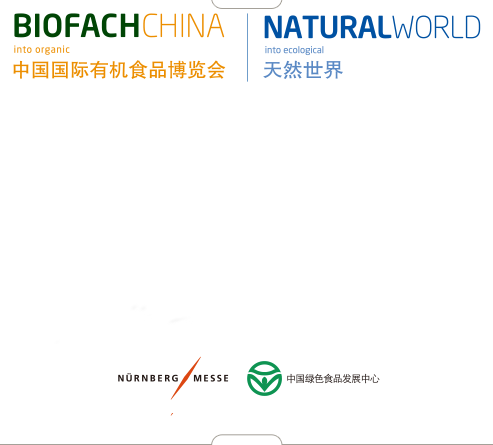 BIOFACHCHINA
into organic
中国国际有机食品博览会
NATURALWORLD
into ecological
天然世界
NÜRNBERG MESSE
中国绿色食品发展中心